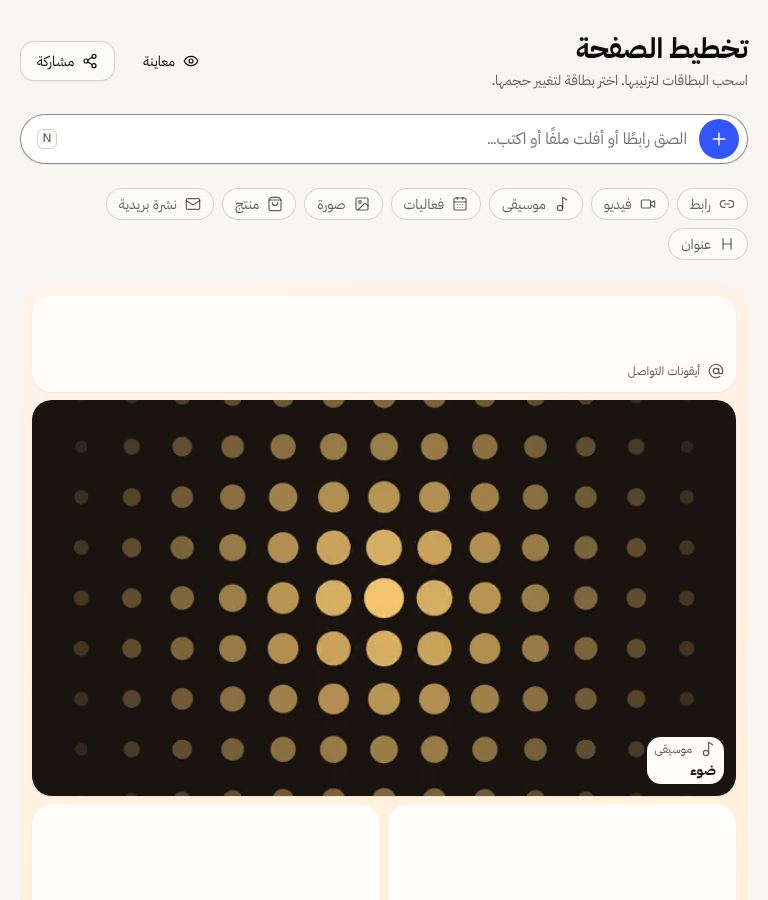 تخطيط الصفحة
اسحب البطاقات لترتيبها. اختر بطاقة لتغيير حجمها.
معاينة
مشاركة
الصق رابطًا أو أفلت ملفًا أو اكتب...
N
رابط
فيديو
موسيقى
فعاليات
صورة
منتج
نشرة بريدية
عنوان
أيقونات التواصل
موسيقى
ضوء